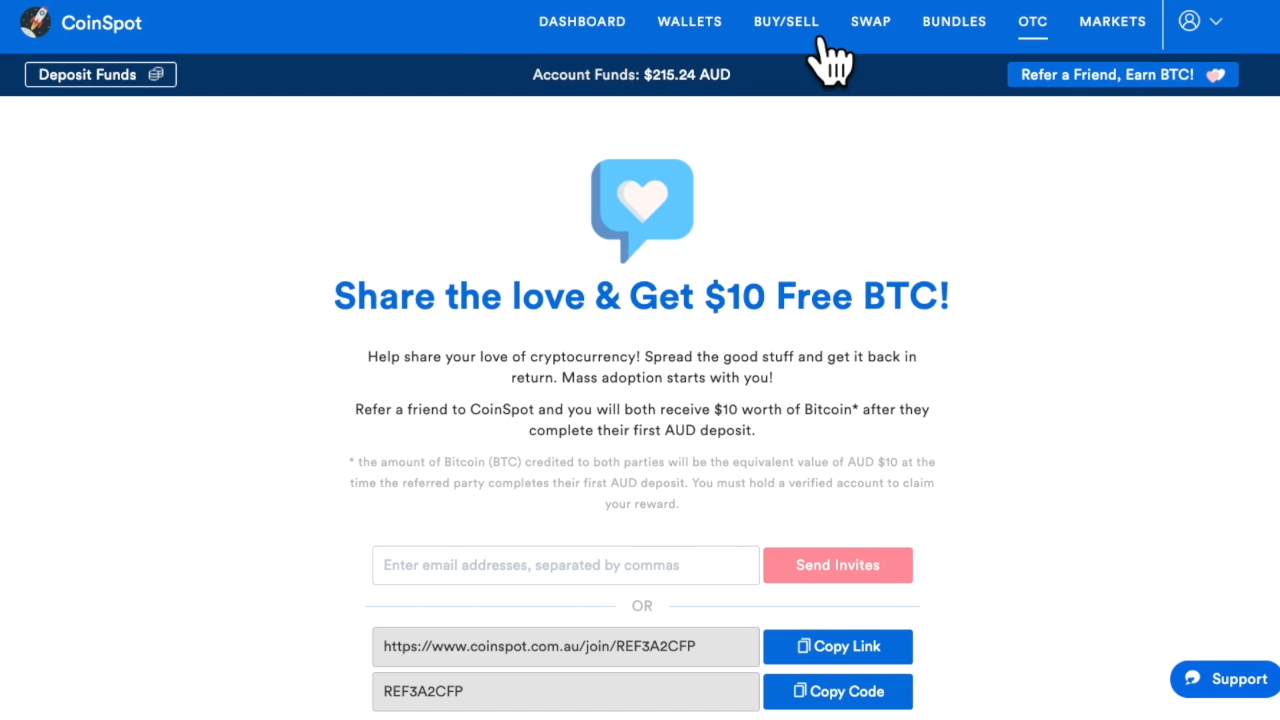 CoinSpot
DASHBOARD
WALLETS
BUY/SELL
SWAP
BUNDLES
OTC
MARKETS
Deposit Funds
Account Funds: $215.24 AUD
Refer a Friend, Earn BTC!
Share the love & Get $10 Free BTC!
Help share your love of cryptocurrency! Spread the good stuff and get it back in
return. Mass adoption starts with you!
Refer a friend to CoinSpot and you will both receive $10 worth of Bitcoin* after they
complete their first AUD deposit.
* the amount of Bitcoin (BTC) credited to both parties will be the equivalent value of AUD $10 at the
time the referred party completes their first AUD deposit. You must hold a verified account to claim
your reward.
Enter email addresses, separated by commas
Send Invites
OR
https://www.coinspot.com.au/join/REF3A2CFP
Copy Link
REF3A2CFP
Copy Code
Support